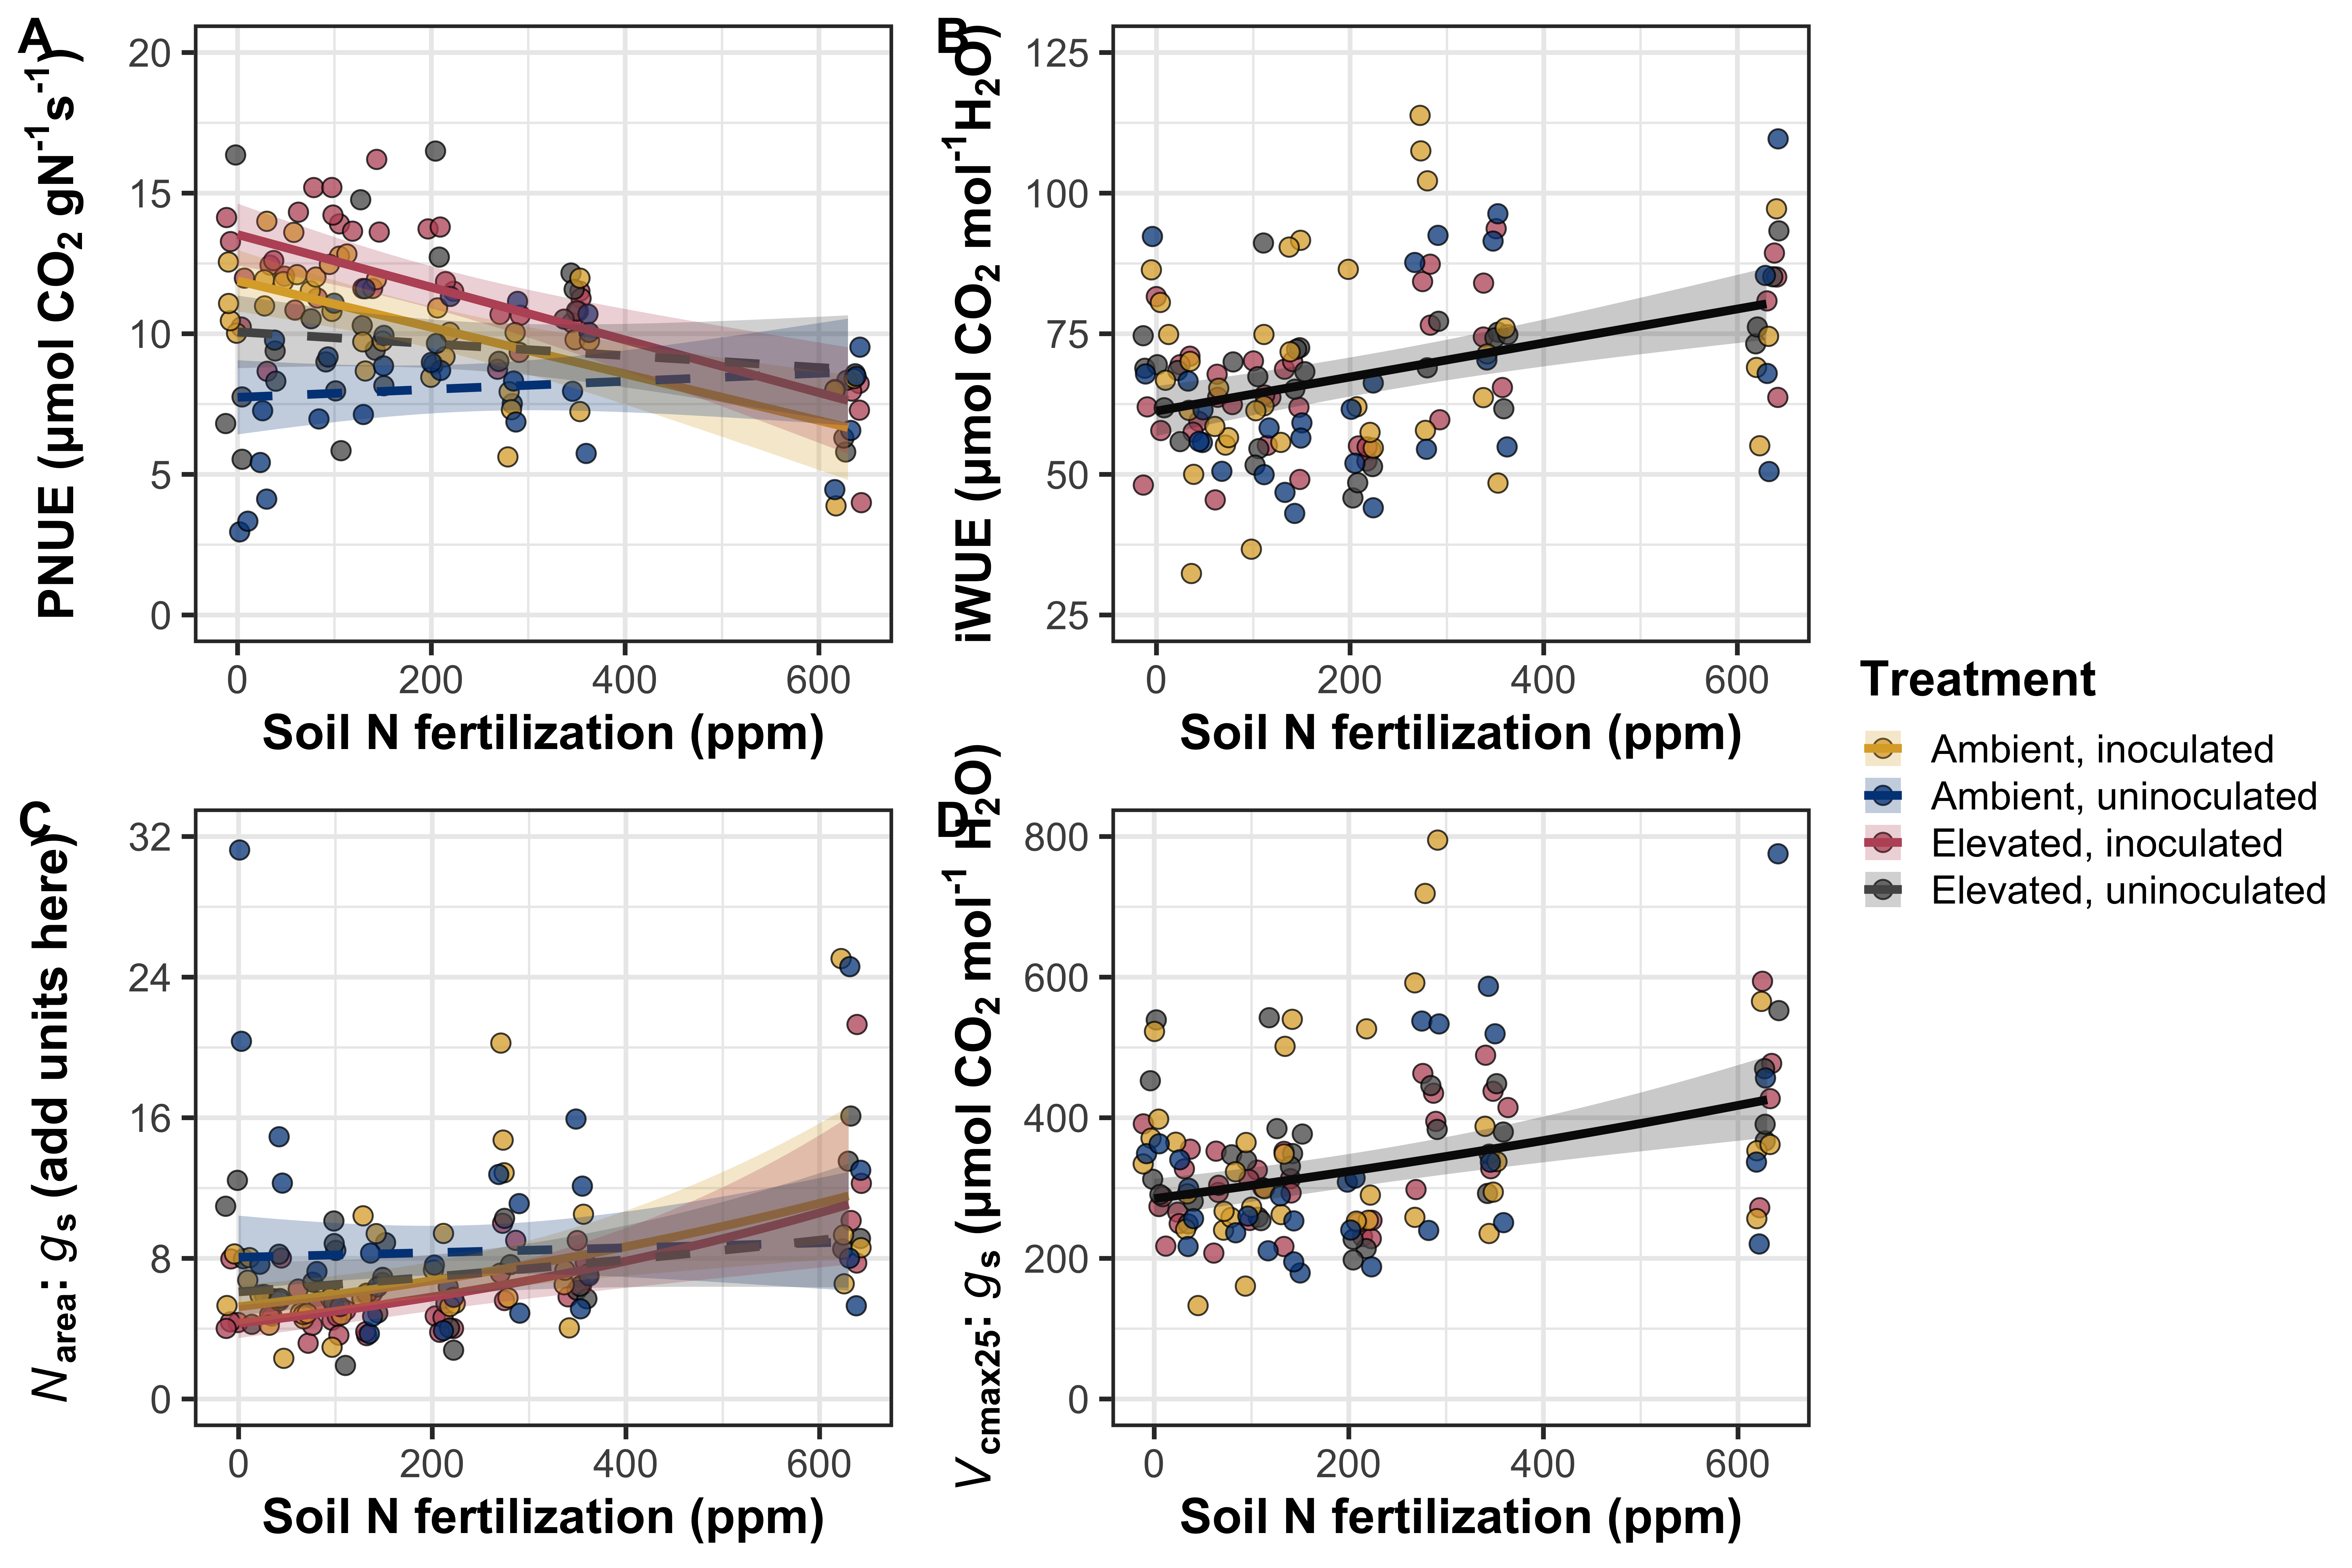 A
PNUE (μmol CO₂ gN⁻¹s⁻¹)
20
15
10
5
0
0 200 400 600
Soil N fertilization (ppm)
B
iWUE (μmol CO₂ mol⁻¹H₂O)
125
100
75
50
25
0 200 400 600
Soil N fertilization (ppm)
C
Narea: gs (add units here)
32
24
16
8
0
0 200 400 600
Soil N fertilization (ppm)
D
Vcmax25: gs (μmol CO₂ mol⁻¹ H₂O)
800
600
400
200
0
0 200 400 600
Soil N fertilization (ppm)
Treatment
Ambient, inoculated
Ambient, uninoculated
Elevated, inoculated
Elevated, uninoculated